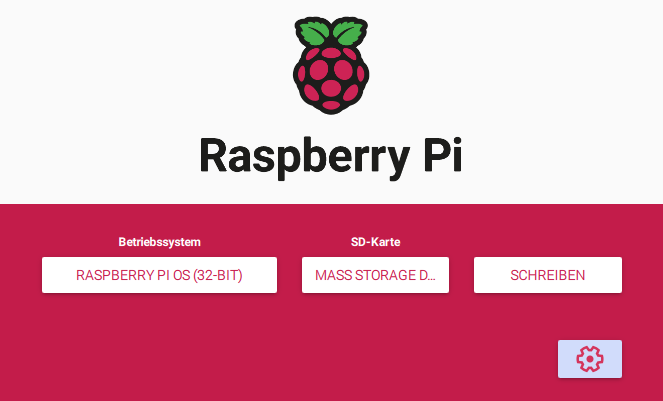 Raspberry Pi
Betriebssystem
SD-Karte
RASPBERRY PI OS (32-BIT)
MASS STORAGE D...
SCHREIBEN